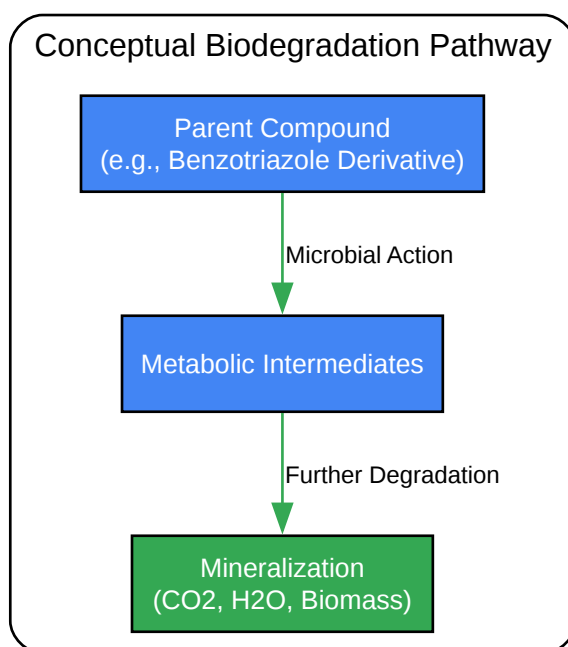 Conceptual Biodegradation Pathway
Parent Compound
(e.g., Benzotriazole Derivative)
Microbial Action
Metabolic Intermediates
Further Degradation
Mineralization
(CO2, H2O, Biomass)